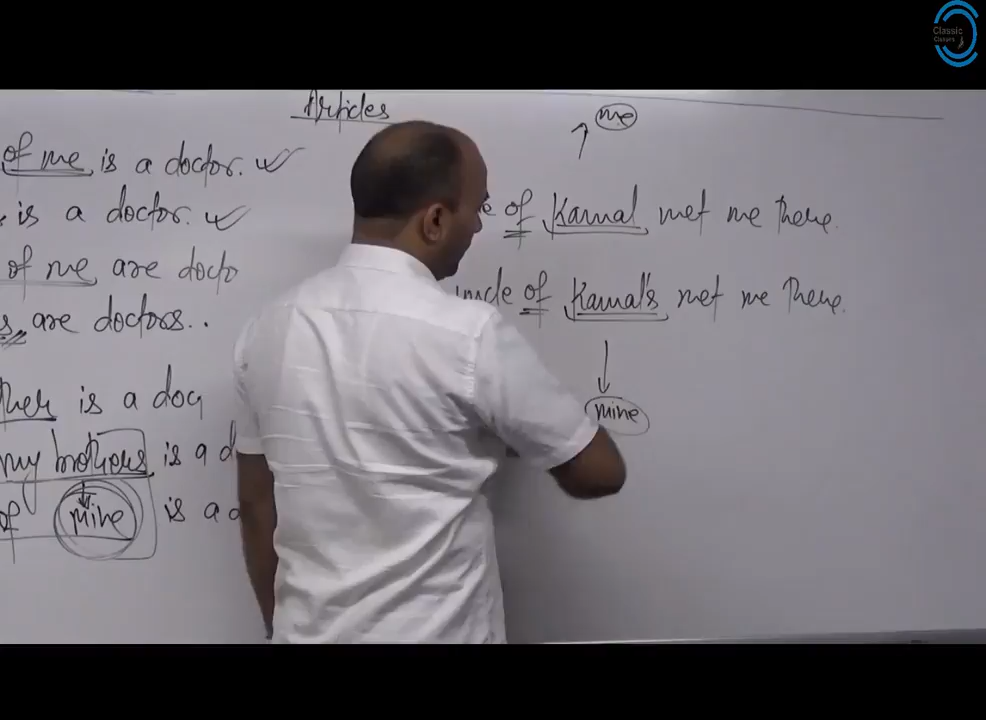 Articles
me
of me is a doctor.
is a doctor.
of me are docto
are doctors..
is a dog
my brothers is a d
of mine is a d
of Kamal met me there.
uncle of Kamal's met me there.
mine
Classic